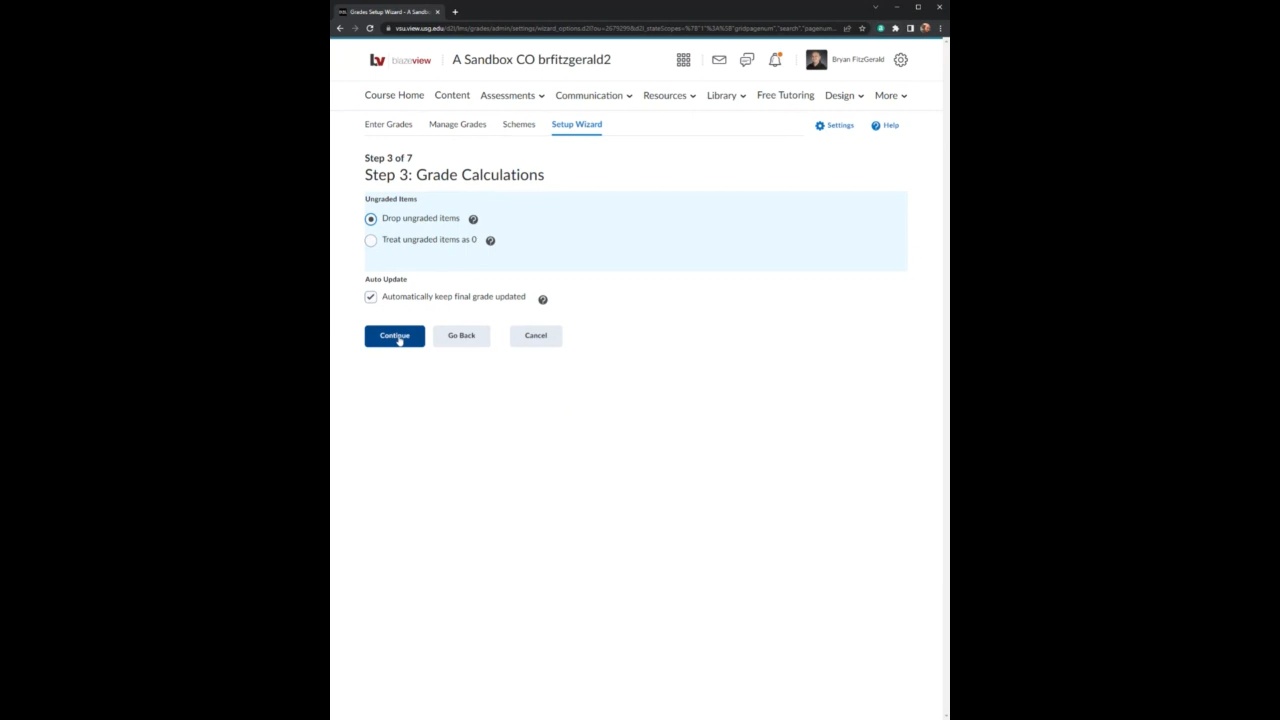 Grades Setup Wizard - A Sandb
blazeview
A Sandbox CO brfitzgerald2
Bryan FitzGerald
Course Home Content Assessments Communication Resources Library Free Tutoring Design More
Enter Grades Manage Grades Schemes Setup Wizard Settings Help
Step 3 of 7
Step 3: Grade Calculations
Ungraded Items
Drop ungraded items
Treat ungraded items as 0
Auto Update
Automatically keep final grade updated
Continue Go Back Cancel